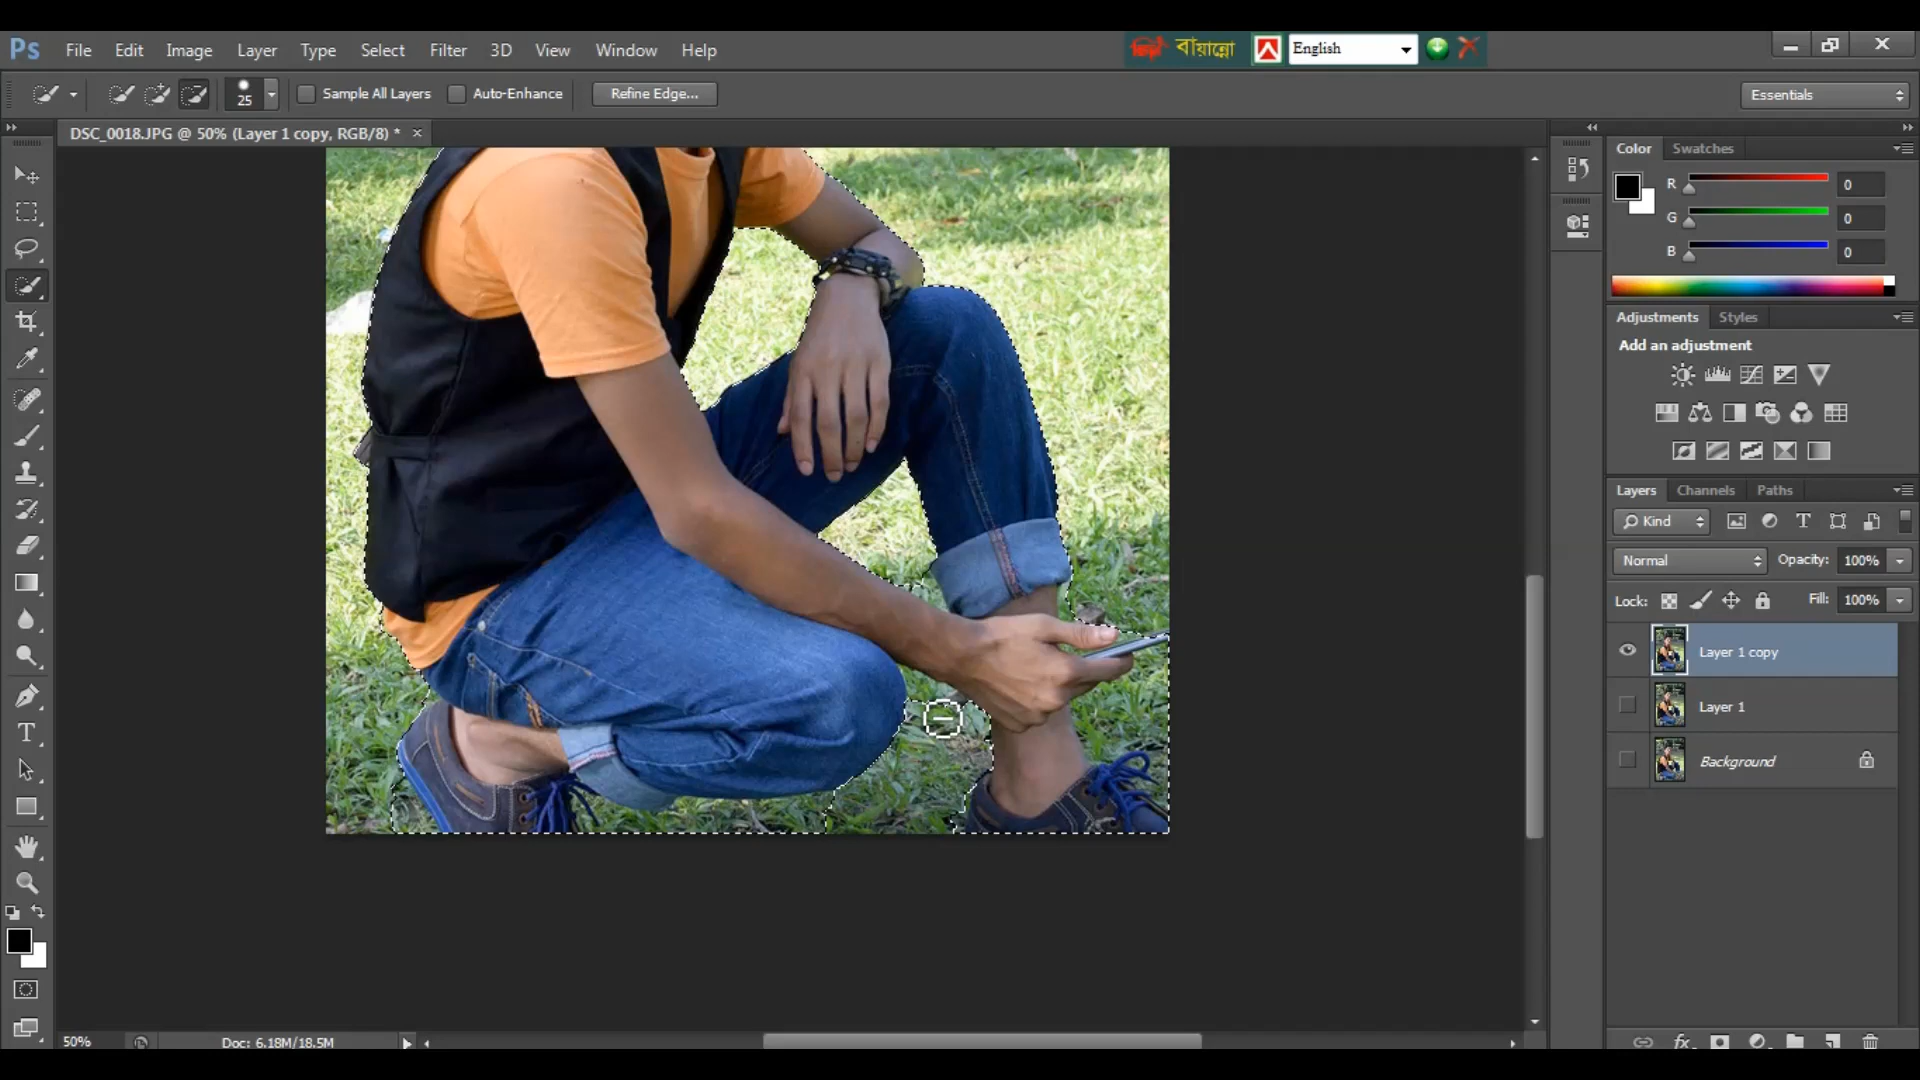 Ps File Edit Image Layer Type Select Filter 3D View Window Help
বায়ান্নো English
25 Sample All Layers Auto-Enhance Refine Edge... Essentials
DSC_0018.JPG @ 50% (Layer 1 copy, RGB/8) * ×
Color Swatches
R 0
G 0
B 0
Adjustments Styles
Add an adjustment
Layers Channels Paths
Kind
Normal Opacity: 100%
Lock: Fill: 100%
Layer 1 copy
Layer 1
Background
50% Doc: 6.18M/18.5M